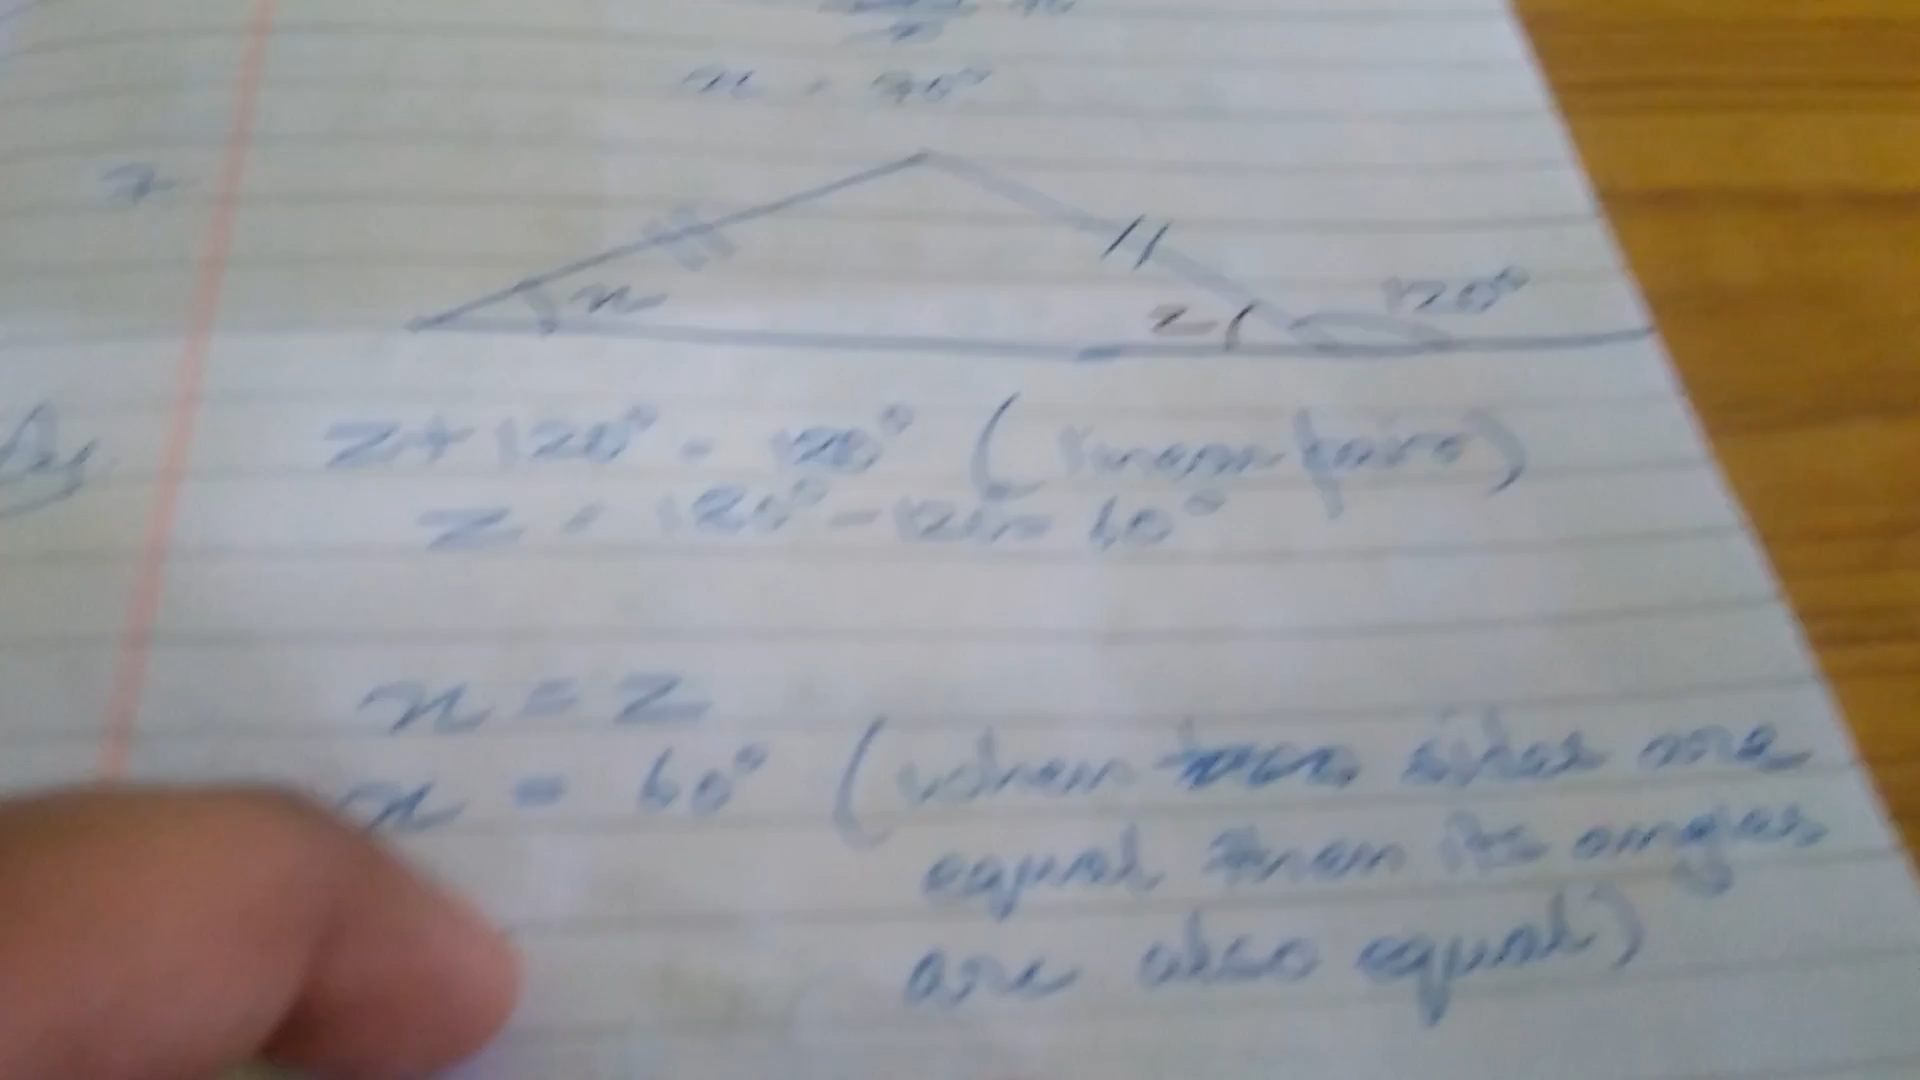 x = 70°
x
120°
z
z + 120° = 180° (linear pair)
z = 180° - 120 = 60°
x = z
x = 60° (when two sides are
equal then its angles
are also equal)